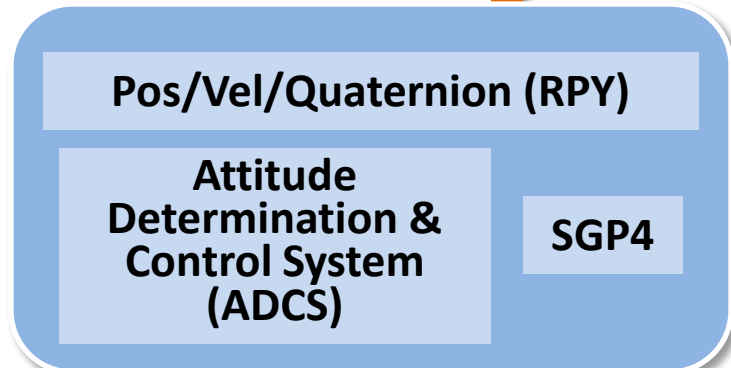 Pos/Vel/Quaternion (RPY)
Attitude
Determination &
Control System
(ADCS)
SGP4